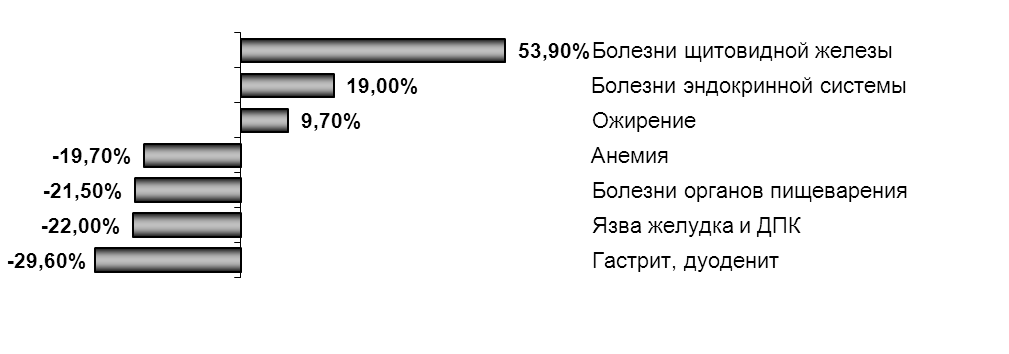 53,90% Болезни щитовидной железы
19,00% Болезни эндокринной системы
9,70% Ожирение
-19,70% Анемия
-21,50% Болезни органов пищеварения
-22,00% Язва желудка и ДПК
-29,60% Гастрит, дуоденит